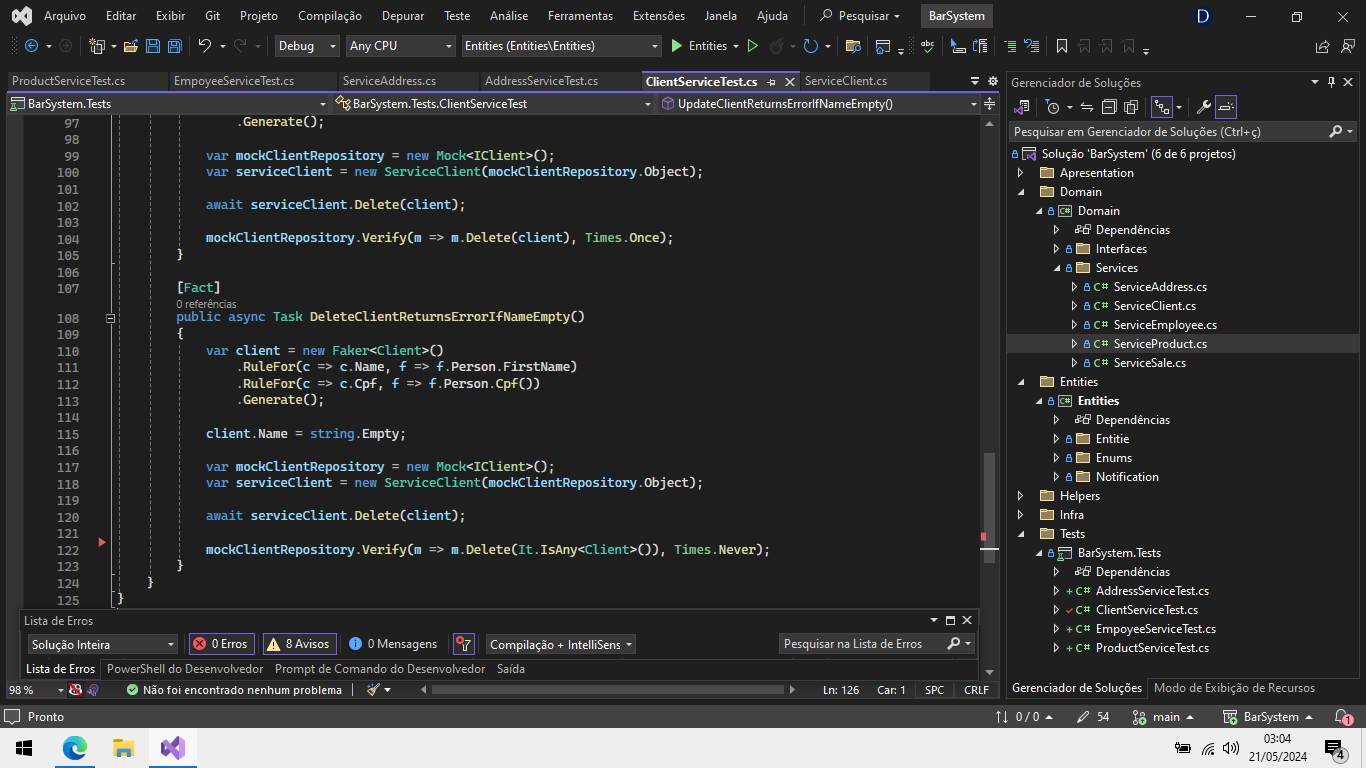 Arquivo Editar Exibir Git Projeto Compilação Depurar Teste Análise Ferramentas Extensões Janela Ajuda Pesquisar BarSystem D
Debug Any CPU Entities (Entities\Entities) Entities
ProductServiceTest.cs EmpoyeeServiceTest.cs ServiceAddress.cs AddressServiceTest.cs ClientServiceTest.cs ServiceClient.cs
BarSystem.Tests BarSystem.Tests.ClientServiceTest UpdateClientReturnsErrorIfNameEmpty()
97 .Generate();
98
99 var mockClientRepository = new Mock<IClient>();
100 var serviceClient = new ServiceClient(mockClientRepository.Object);
101
102 await serviceClient.Delete(client);
103
104 mockClientRepository.Verify(m => m.Delete(client), Times.Once);
105 }
106
107 [Fact]
0 referências
108 public async Task DeleteClientReturnsErrorIfNameEmpty()
109 {
110 var client = new Faker<Client>()
111 .RuleFor(c => c.Name, f => f.Person.FirstName)
112 .RuleFor(c => c.Cpf, f => f.Person.Cpf())
113 .Generate();
114
115 client.Name = string.Empty;
116
117 var mockClientRepository = new Mock<IClient>();
118 var serviceClient = new ServiceClient(mockClientRepository.Object);
119
120 await serviceClient.Delete(client);
121
122 mockClientRepository.Verify(m => m.Delete(It.IsAny<Client>()), Times.Never);
123 }
124 }
125 }
Lista de Erros
Solução Inteira 0 Erros 8 Avisos 0 Mensagens Compilação + IntelliSens Pesquisar na Lista de Erros
Lista de Erros PowerShell do Desenvolvedor Prompt de Comando do Desenvolvedor Saída
98 % Não foi encontrado nenhum problema Ln: 126 Car: 1 SPC CRLF
Gerenciador de Soluções
Pesquisar em Gerenciador de Soluções (Ctrl+ç)
Solução 'BarSystem' (6 de 6 projetos)
Apresentation
Domain
C# Domain
Dependências
Interfaces
Services
C# ServiceAddress.cs
C# ServiceClient.cs
C# ServiceEmployee.cs
C# ServiceProduct.cs
C# ServiceSale.cs
Entities
C# Entities
Dependências
Entitie
Enums
Notification
Helpers
Infra
Tests
BarSystem.Tests
Dependências
C# AddressServiceTest.cs
C# ClientServiceTest.cs
C# EmpoyeeServiceTest.cs
C# ProductServiceTest.cs
Gerenciador de Soluções Modo de Exibição de Recursos
Pronto 0 / 0 54 main BarSystem 1
03:04
21/05/2024
4